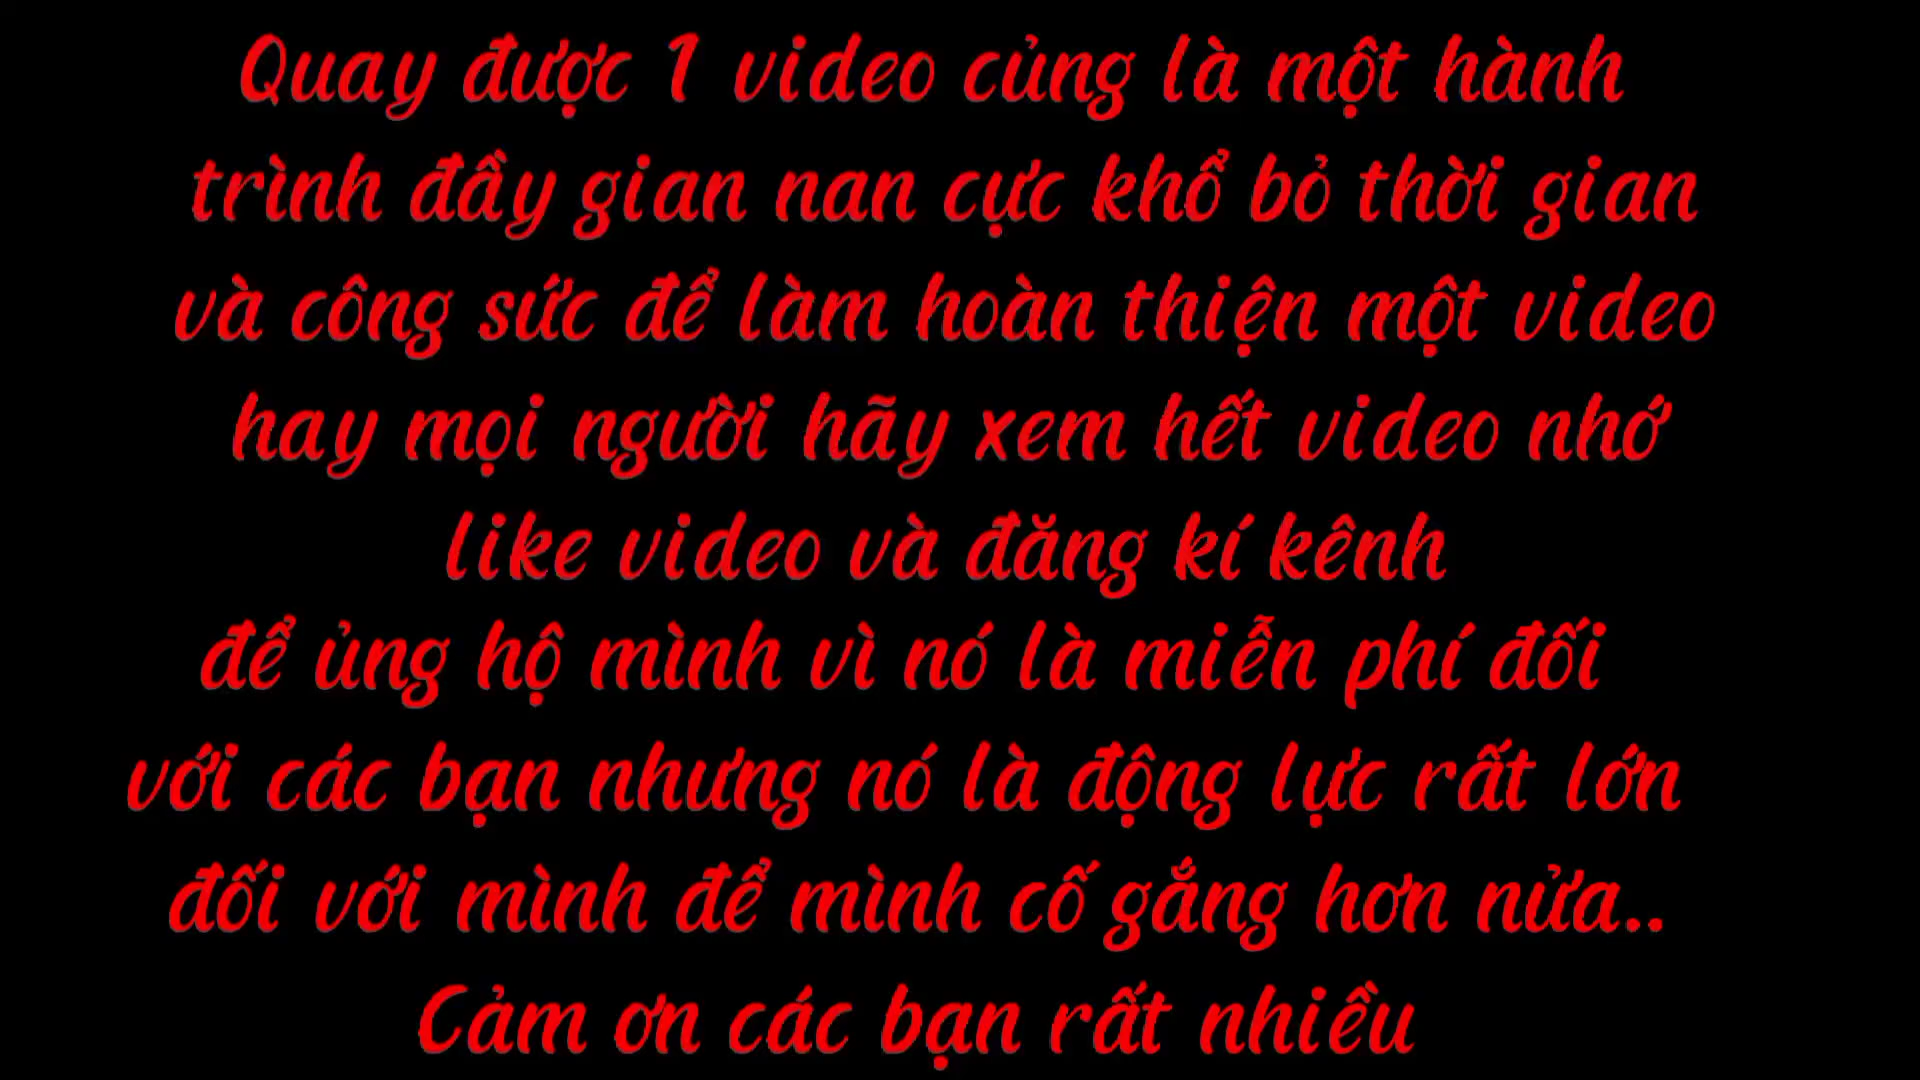 Quay được 1 video củng là một hành
trình đầy gian nan cực khổ bỏ thời gian
và công sức để làm hoàn thiện một video
hay mọi người hãy xem hết video nhớ
like video và đăng kí kênh
để ủng hộ mình vì nó là miễn phí đối
với các bạn nhưng nó là động lực rất lớn
đối với mình để mình cố gắng hơn nửa..
Cảm ơn các bạn rất nhiều